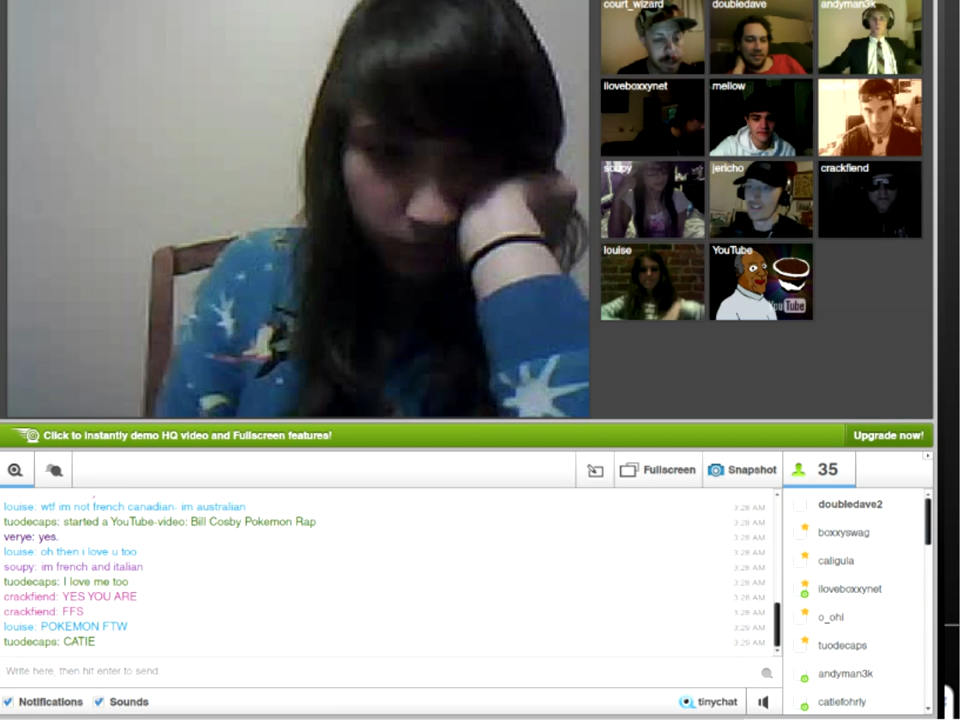 court_wizard
doubledave
andyman3k
iloveboxxynet
mellow
soupy
jericho
crackfiend
louise
YouTube
You Tube
Click to instantly demo HQ video and Fullscreen features!
Upgrade now!
Fullscreen
Snapshot
35
louise: wtf im not french canadian- im australian 3:28 AM
tuodecaps: started a YouTube-video: Bill Cosby Pokemon Rap 3:28 AM
verye: yes. 3:28 AM
louise: oh then i love u too 3:28 AM
soupy: im french and italian 3:28 AM
tuodecaps: I love me too 3:28 AM
crackfiend: YES YOU ARE 3:28 AM
crackfiend: FFS 3:28 AM
louise: POKEMON FTW 3:29 AM
tuodecaps: CATIE 3:29 AM
doubledave2
boxxyswag
caligula
iloveboxxynet
o_ohi
tuodecaps
andyman3k
catiefohrly
Write here, then hit enter to send
Notifications
Sounds
tinychat